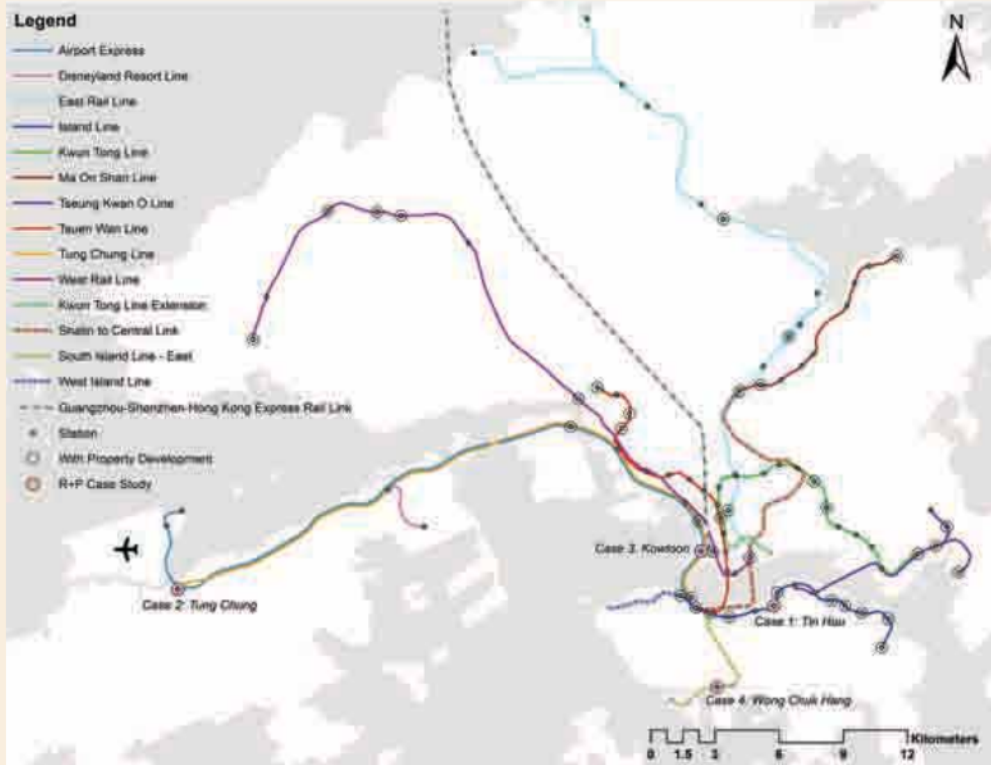 Legend
Airport Express
Disneyland Resort Line
East Rail Line
Island Line
Kwun Tong Line
Ma On Shan Line
Tseung Kwan O Line
Tsuen Wan Line
Tung Chung Line
West Rail Line
Kwun Tong Line Extension
Shatin to Central Link
South Island Line - East
West Island Line
Guangzhou-Shenzhen-Hong Kong Express Rail Link
Station
With Property Development
R+P Case Study
N
Case 3. Kowloon
Case 2: Tung Chung
Case 1: Tin Hau
Case 4: Wong Chuk Hang
Kilometers
0 1.5 3 6 9 12